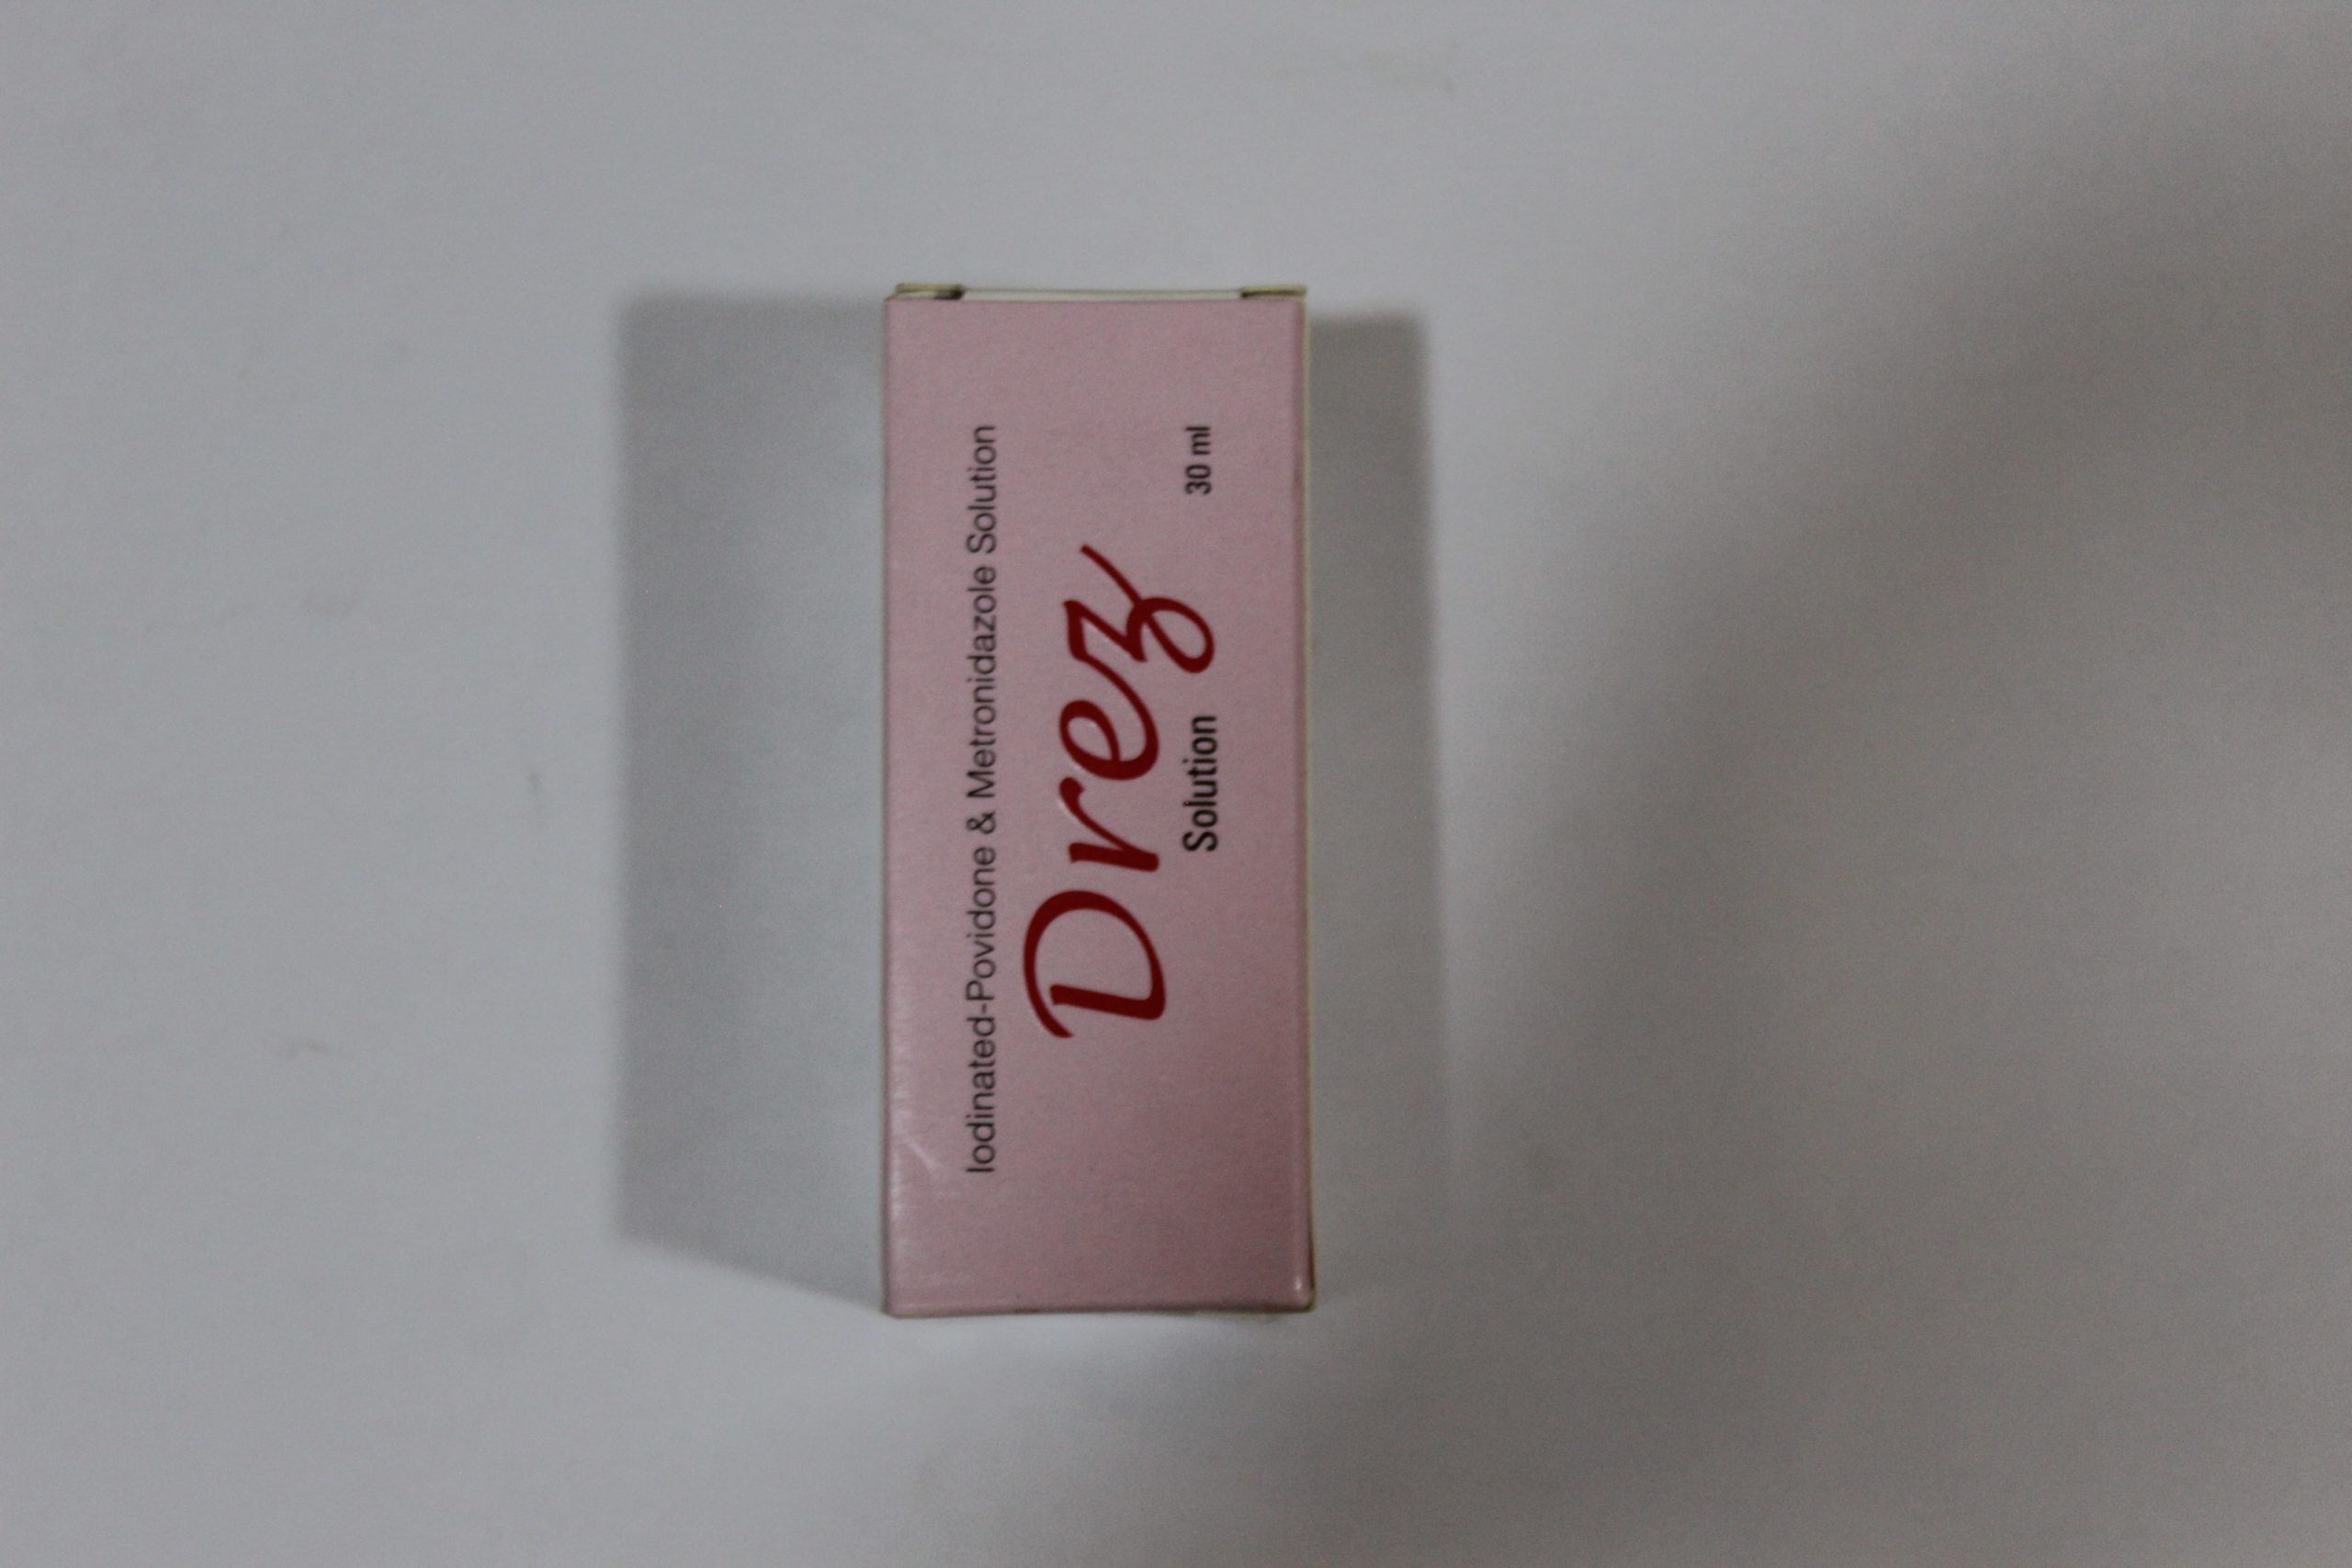 Iodinated-Povidone & Metronidazole Solution
Drez
Solution
30 ml